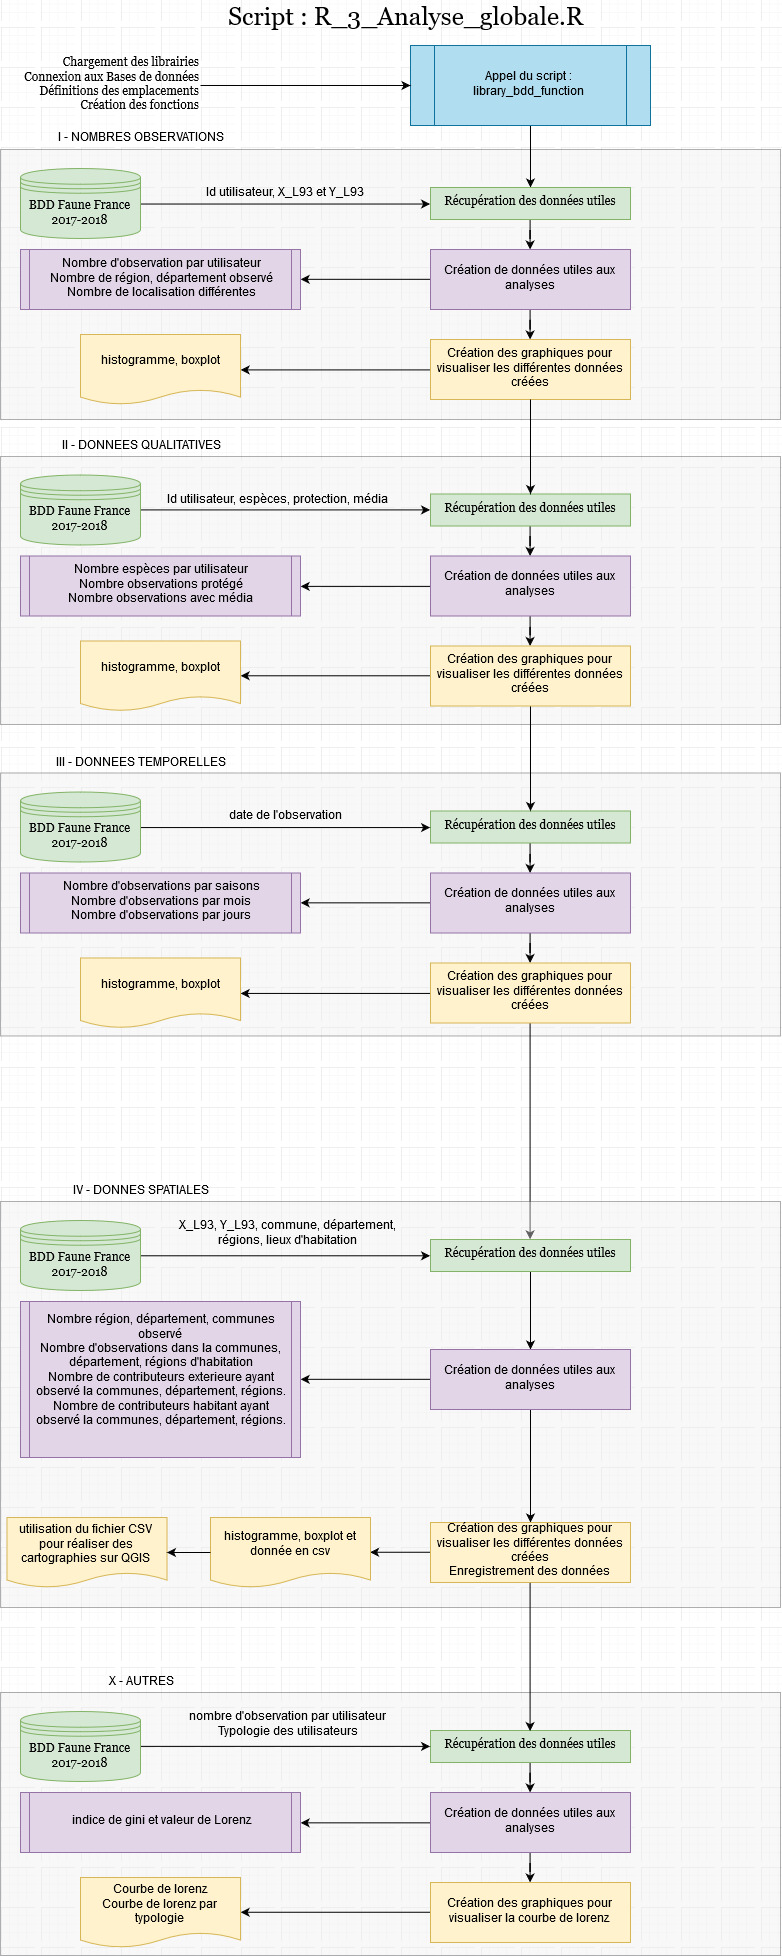 Script : R_3_Analyse_globale.R
Chargement des librairies
Connexion aux Bases de données
Définitions des emplacements
Création des fonctions
Appel du script :
library_bdd_function
I - NOMBRES OBSERVATIONS
BDD Faune France
2017-2018
Id utilisateur, X_L93 et Y_L93
Récupération des données utiles
Nombre d'observation par utilisateur
Nombre de région, département observé
Nombre de localisation différentes
Création de données utiles aux
analyses
histogramme, boxplot
Création des graphiques pour
visualiser les différentes données
créées
II - DONNEES QUALITATIVES
BDD Faune France
2017-2018
Id utilisateur, espèces, protection, média
Récupération des données utiles
Nombre espèces par utilisateur
Nombre observations protégé
Nombre observations avec média
Création de données utiles aux
analyses
histogramme, boxplot
Création des graphiques pour
visualiser les différentes données
créées
III - DONNEES TEMPORELLES
BDD Faune France
2017-2018
date de l'observation
Récupération des données utiles
Nombre d'observations par saisons
Nombre d'observations par mois
Nombre d'observations par jours
Création de données utiles aux
analyses
histogramme, boxplot
Création des graphiques pour
visualiser les différentes données
créées
IV - DONNES SPATIALES
BDD Faune France
2017-2018
X_L93, Y_L93, commune, département,
régions, lieux d'habitation
Récupération des données utiles
Nombre région, département, communes
observé
Nombre d'observations dans la communes,
département, régions d'habitation
Nombre de contributeurs exterieure ayant
observé la communes, département, régions.
Nombre de contributeurs habitant ayant
observé la communes, département, régions.
Création de données utiles aux
analyses
utilisation du fichier CSV
pour réaliser des
cartographies sur QGIS
histogramme, boxplot et
donnée en csv
Création des graphiques pour
visualiser les différentes données
créées
Enregistrement des données
X - AUTRES
BDD Faune France
2017-2018
nombre d'observation par utilisateur
Typologie des utilisateurs
Récupération des données utiles
indice de gini et valeur de Lorenz
Création de données utiles aux
analyses
Courbe de lorenz
Courbe de lorenz par
typologie
Création des graphiques pour
visualiser la courbe de lorenz